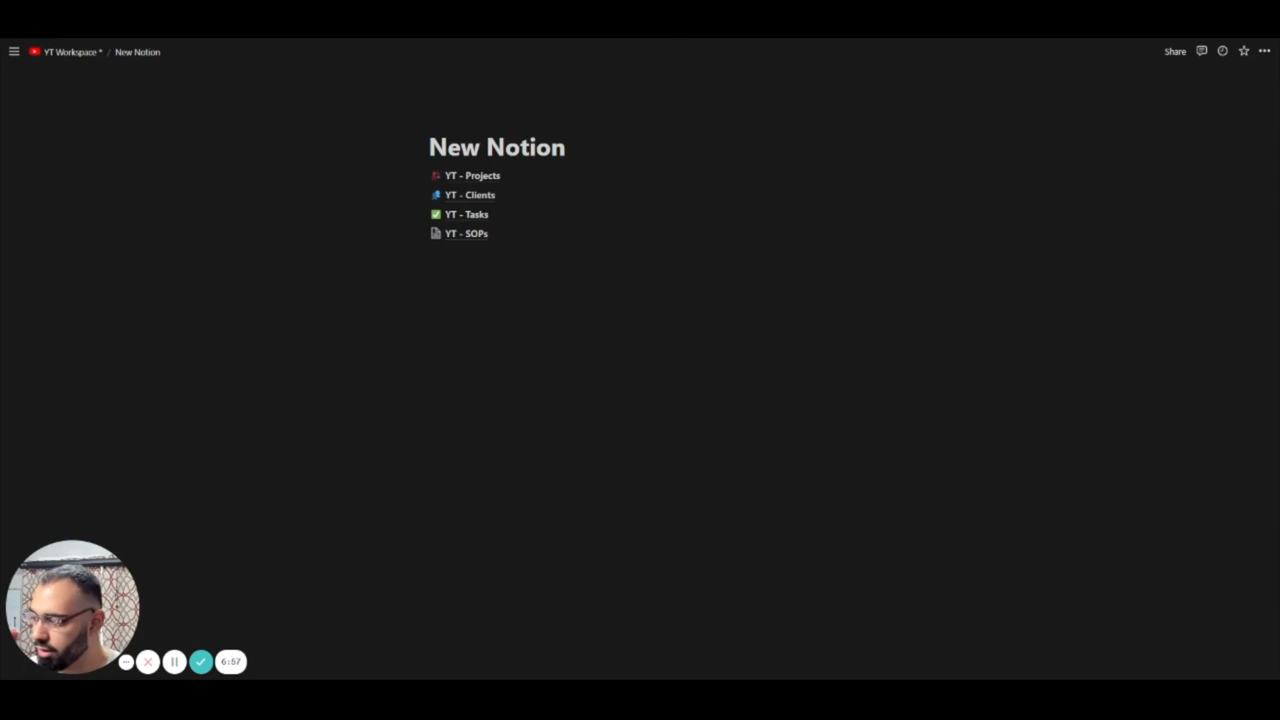 YT Workspace * / New Notion
Share
New Notion
YT - Projects
YT - Clients
YT - Tasks
YT - SOPs
6:57